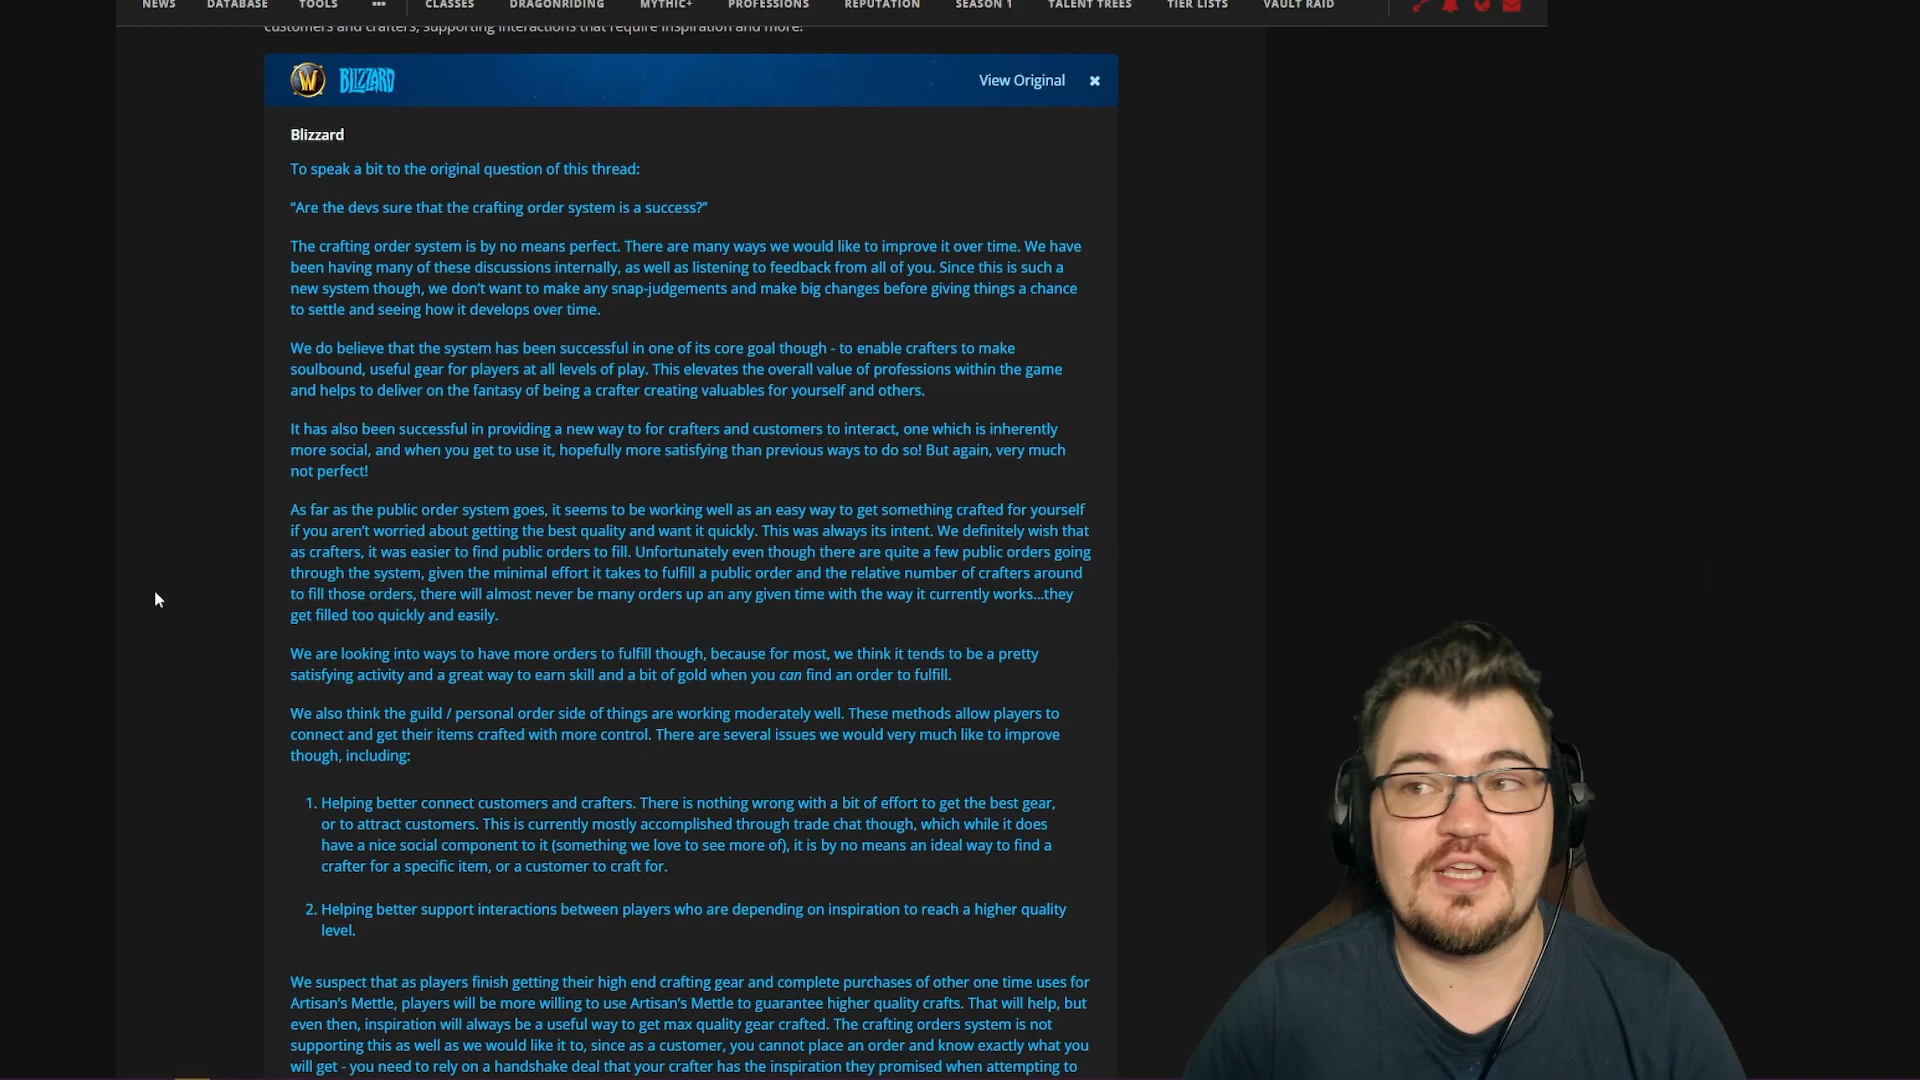 NEWS DATABASE TOOLS ••• CLASSES DRAGONRIDING MYTHIC+ PROFESSIONS REPUTATION SEASON 1 TALENT TREES TIER LISTS VAULT RAID
customers and crafters, supporting interactions that require inspiration and more!
W BLIZZARD View Original ×
Blizzard
To speak a bit to the original question of this thread:
“Are the devs sure that the crafting order system is a success?”
The crafting order system is by no means perfect. There are many ways we would like to improve it over time. We have
been having many of these discussions internally, as well as listening to feedback from all of you. Since this is such a
new system though, we don’t want to make any snap-judgements and make big changes before giving things a chance
to settle and seeing how it develops over time.
We do believe that the system has been successful in one of its core goal though - to enable crafters to make
soulbound, useful gear for players at all levels of play. This elevates the overall value of professions within the game
and helps to deliver on the fantasy of being a crafter creating valuables for yourself and others.
It has also been successful in providing a new way to for crafters and customers to interact, one which is inherently
more social, and when you get to use it, hopefully more satisfying than previous ways to do so! But again, very much
not perfect!
As far as the public order system goes, it seems to be working well as an easy way to get something crafted for yourself
if you aren’t worried about getting the best quality and want it quickly. This was always its intent. We definitely wish that
as crafters, it was easier to find public orders to fill. Unfortunately even though there are quite a few public orders going
through the system, given the minimal effort it takes to fulfill a public order and the relative number of crafters around
to fill those orders, there will almost never be many orders up an any given time with the way it currently works…they
get filled too quickly and easily.
We are looking into ways to have more orders to fulfill though, because for most, we think it tends to be a pretty
satisfying activity and a great way to earn skill and a bit of gold when you can find an order to fulfill.
We also think the guild / personal order side of things are working moderately well. These methods allow players to
connect and get their items crafted with more control. There are several issues we would very much like to improve
though, including:
1. Helping better connect customers and crafters. There is nothing wrong with a bit of effort to get the best gear,
or to attract customers. This is currently mostly accomplished through trade chat though, which while it does
have a nice social component to it (something we love to see more of), it is by no means an ideal way to find a
crafter for a specific item, or a customer to craft for.
2. Helping better support interactions between players who are depending on inspiration to reach a higher quality
level.
We suspect that as players finish getting their high end crafting gear and complete purchases of other one time uses for
Artisan’s Mettle, players will be more willing to use Artisan’s Mettle to guarantee higher quality crafts. That will help, but
even then, inspiration will always be a useful way to get max quality gear crafted. The crafting orders system is not
supporting this as well as we would like it to, since as a customer, you cannot place an order and know exactly what you
will get - you need to rely on a handshake deal that your crafter has the inspiration they promised when attempting to